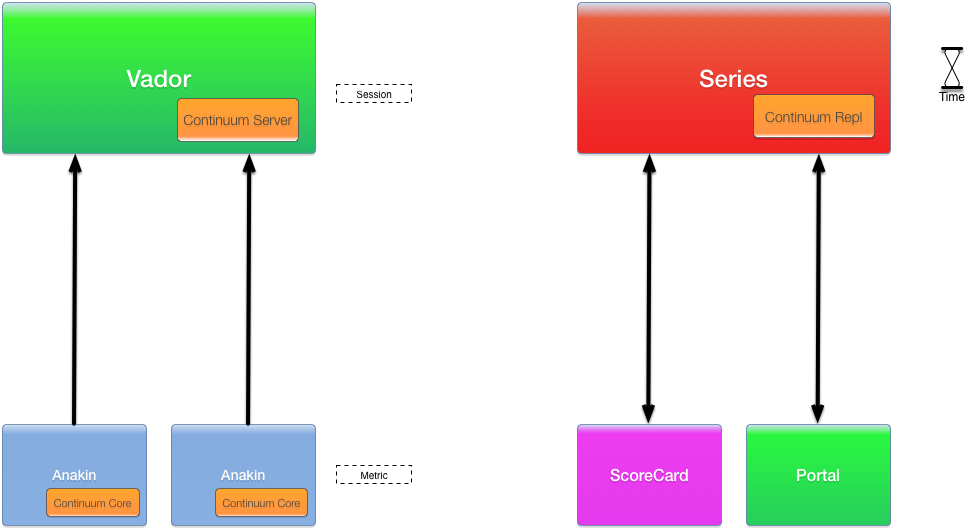 Vador
Continuum Server
Session
Series
Continuum Repl
Time
Anakin
Continuum Core
Anakin
Continuum Core
Metric
ScoreCard
Portal